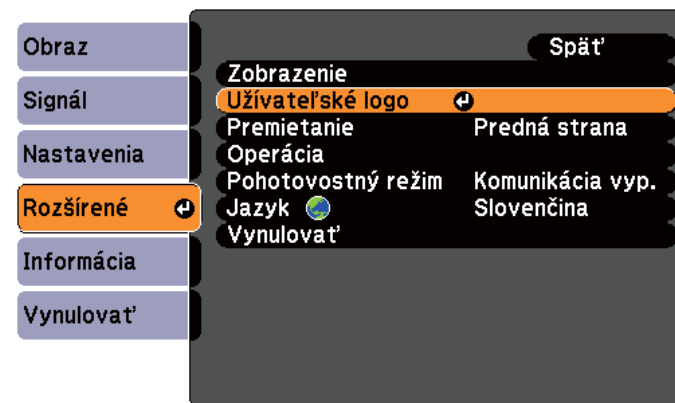 Obraz
Signál
Nastavenia
Rozšírené
Informácia
Vynulovať
Späť
Zobrazenie
Užívateľské logo
Premietanie Predná strana
Operácia
Pohotovostný režim Komunikácia vyp.
Jazyk Slovenčina
Vynulovať